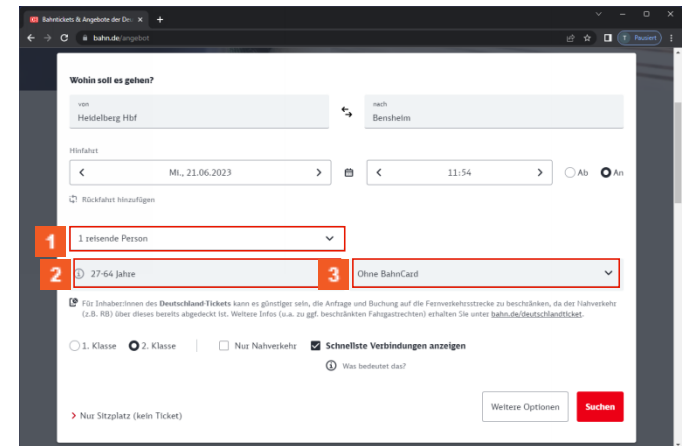 Bahntickets & Angebote der De
bahn.de/angebot
Pausiert
Wohin soll es gehen?
von
nach
Heidelberg Hbf
Bensheim
Hinfahrt
Mi., 21.06.2023
11:54
Ab
An
Rückfahrt hinzufügen
1
1 reisende Person
2
27-64 Jahre
3
Ohne BahnCard
Für Inhaber:innen des Deutschland-Tickets kann es günstiger sein, die Anfrage und Buchung auf die Fernverkehrsstrecke zu beschränken, da der Nahverkehr
(z.B. RB) über dieses bereits abgedeckt ist. Weitere Infos (u.a. zu ggf. beschränkten Fahrgastrechten) erhalten Sie unter bahn.de/deutschlandticket.
1. Klasse
2. Klasse
Nur Nahverkehr
Schnellste Verbindungen anzeigen
Was bedeutet das?
Nur Sitzplatz (kein Ticket)
Weitere Optionen
Suchen